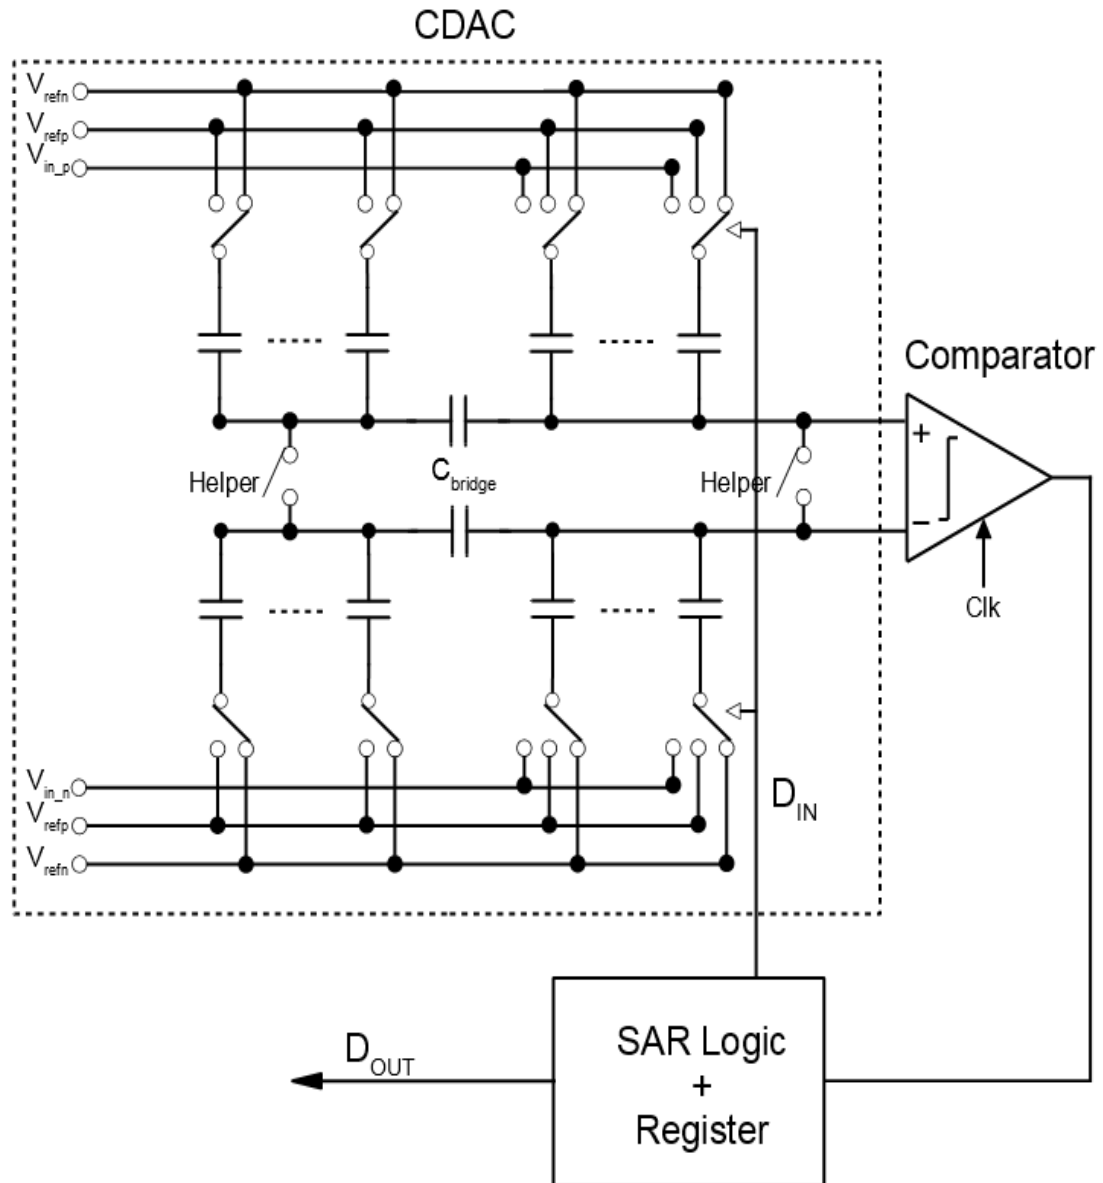 CDAC
Vrefn
Vrefp
Vin_p
Comparator
+
Helper
Cbridge
Helper
−
Clk
Vin_n
Vrefp
Vrefn
DIN
DOUT
SAR Logic
+
Register